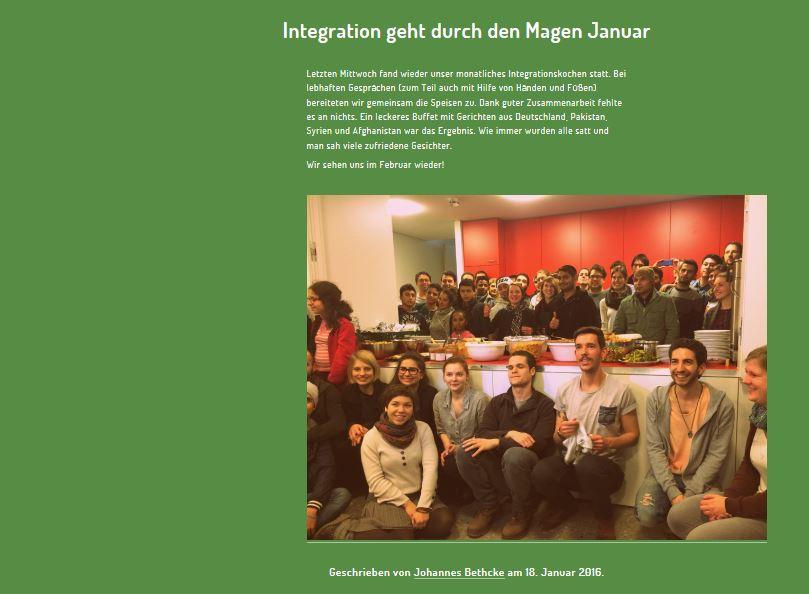 Integration geht durch den Magen Januar
Letzten Mittwoch fand wieder unser monatliches Integrationskochen statt. Bei
lebhaften Gesprächen (zum Teil auch mit Hilfe von Händen und Füßen)
bereiteten wir gemeinsam die Speisen zu. Dank guter Zusammenarbeit fehlte
es an nichts. Ein leckeres Buffet mit Gerichten aus Deutschland, Pakistan,
Syrien und Afghanistan war das Ergebnis. Wie immer wurden alle satt und
man sah viele zufriedene Gesichter.
Wir sehen uns im Februar wieder!
Geschrieben von Johannes Bethcke am 18. Januar 2016.